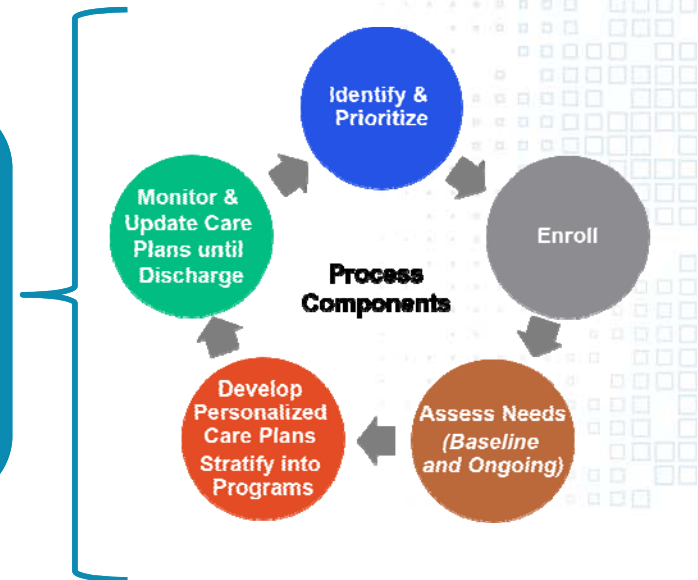 Identify &
Prioritize
Enroll
Assess Needs
(Baseline
and Ongoing)
Develop
Personalized
Care Plans
Stratify into
Programs
Monitor &
Update Care
Plans until
Discharge
Process
Components